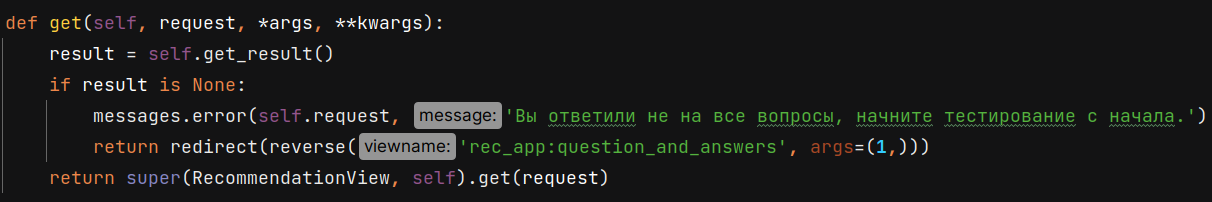 def get(self, request, *args, **kwargs):
result = self.get_result()
if result is None:
messages.error(self.request, message: 'Вы ответили не на все вопросы, начните тестирование с начала.')
return redirect(reverse( viewname: 'rec_app:question_and_answers', args=(1,)))
return super(RecommendationView, self).get(request)